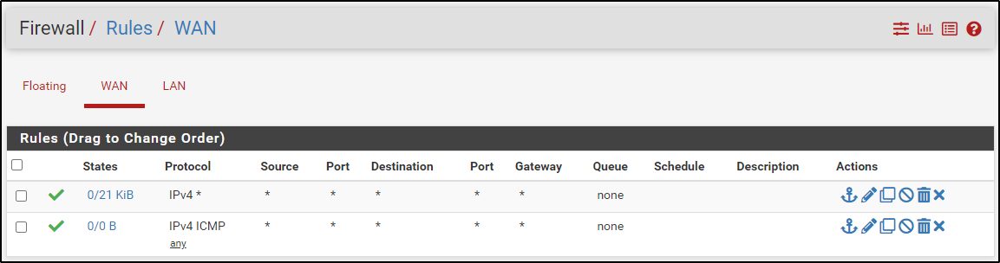 Firewall / Rules / WAN
Floating WAN LAN
Rules (Drag to Change Order)
States Protocol Source Port Destination Port Gateway Queue Schedule Description Actions
0/21 KiB IPv4 * * * * * * none
0/0 B IPv4 ICMP * * * * * none
any